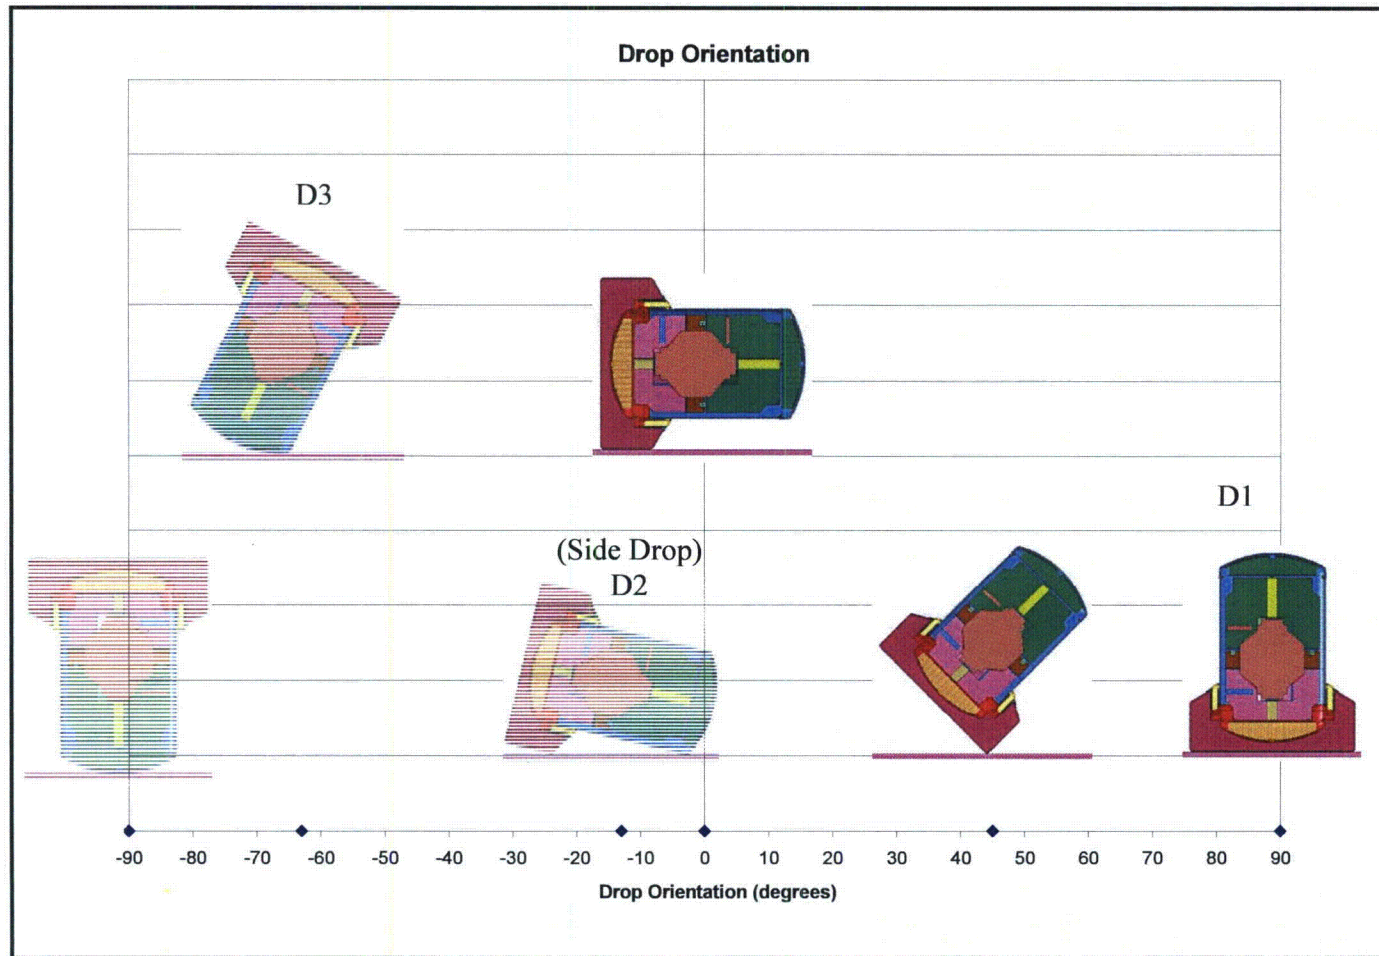 Drop Orientation
D3
D1
(Side Drop)
D2
-90 -80 -70 -60 -50 -40 -30 -20 -10 0 10 20 30 40 50 60 70 80 90
Drop Orientation (degrees)